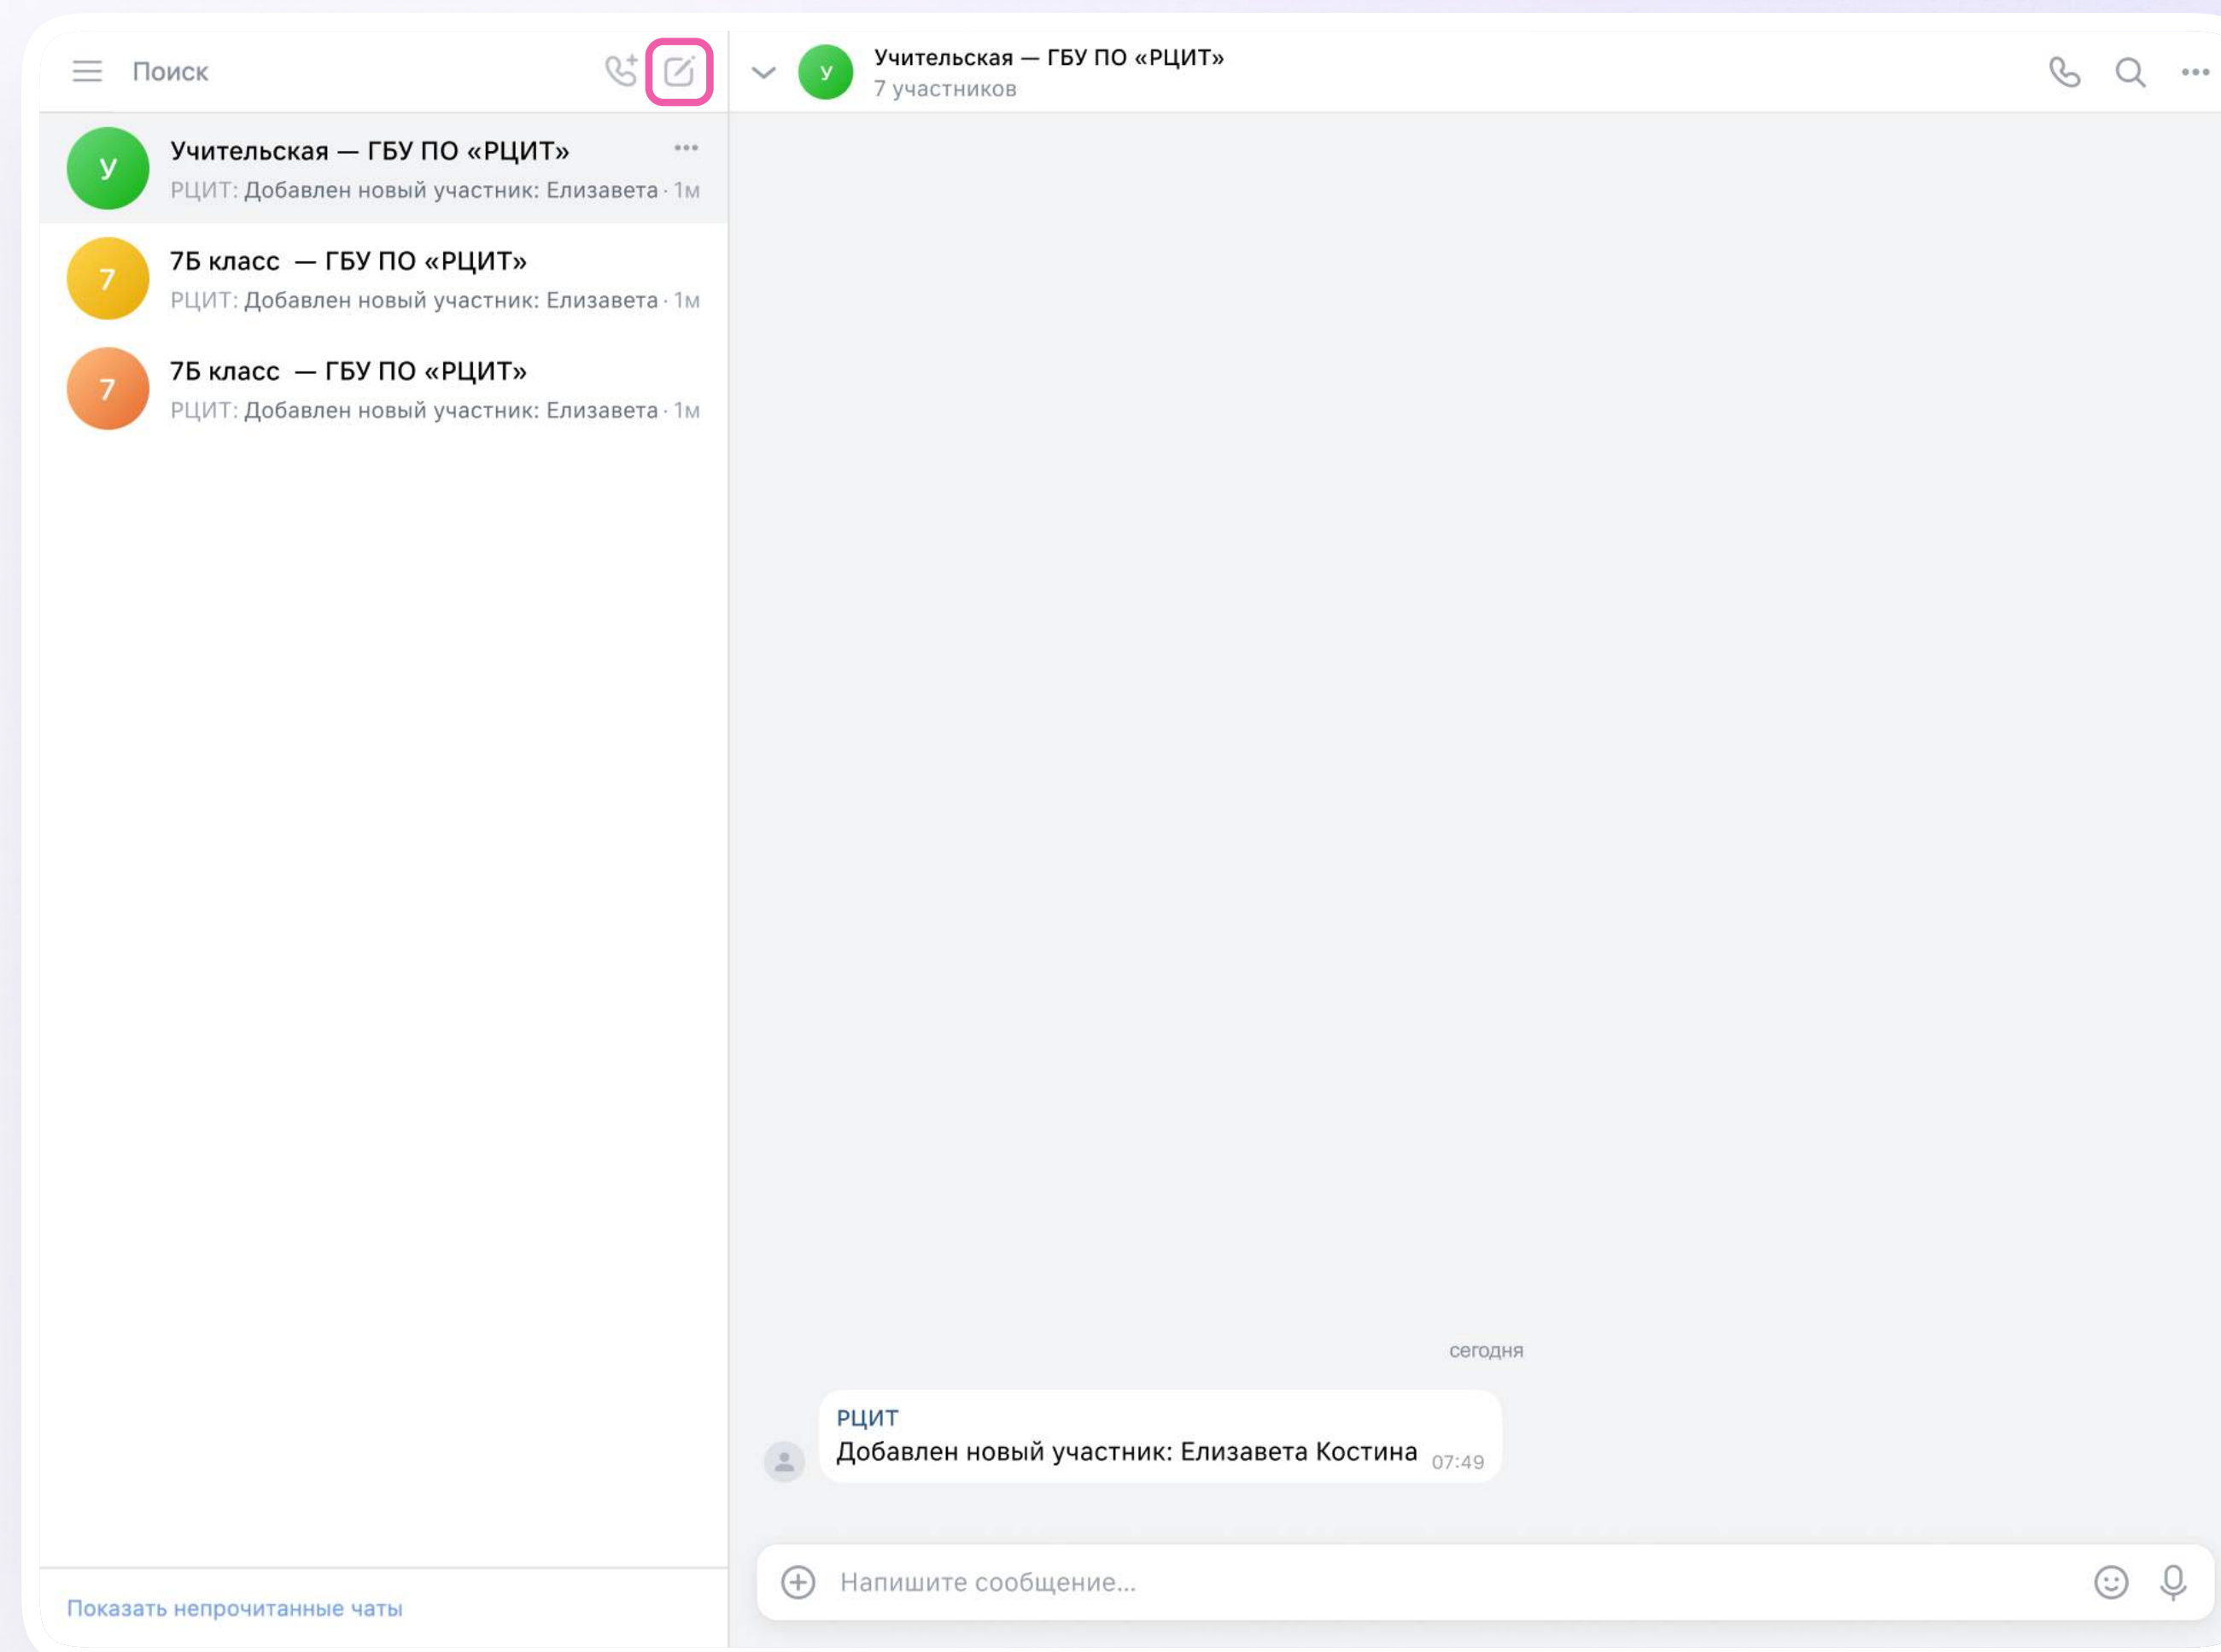 Поиск
Учительская — ГБУ ПО «РЦИТ»
РЦИТ: Добавлен новый участник: Елизавета · 1м
7Б класс — ГБУ ПО «РЦИТ»
РЦИТ: Добавлен новый участник: Елизавета · 1м
7Б класс — ГБУ ПО «РЦИТ»
РЦИТ: Добавлен новый участник: Елизавета · 1м
Показать непрочитанные чаты
Учительская — ГБУ ПО «РЦИТ»
7 участников
сегодня
РЦИТ
Добавлен новый участник: Елизавета Костина 07:49
Напишите сообщение...
У
7
7
У